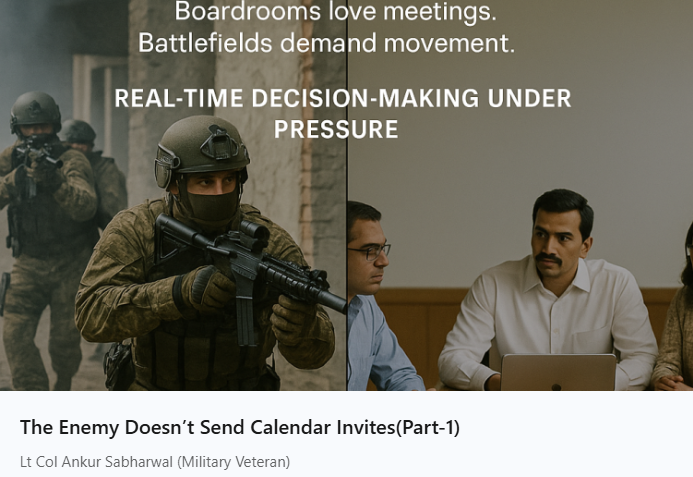 Boardrooms love meetings.
Battlefields demand movement.
REAL-TIME DECISION-MAKING UNDER
PRESSURE
The Enemy Doesn’t Send Calendar Invites(Part-1)
Lt Col Ankur Sabharwal (Military Veteran)